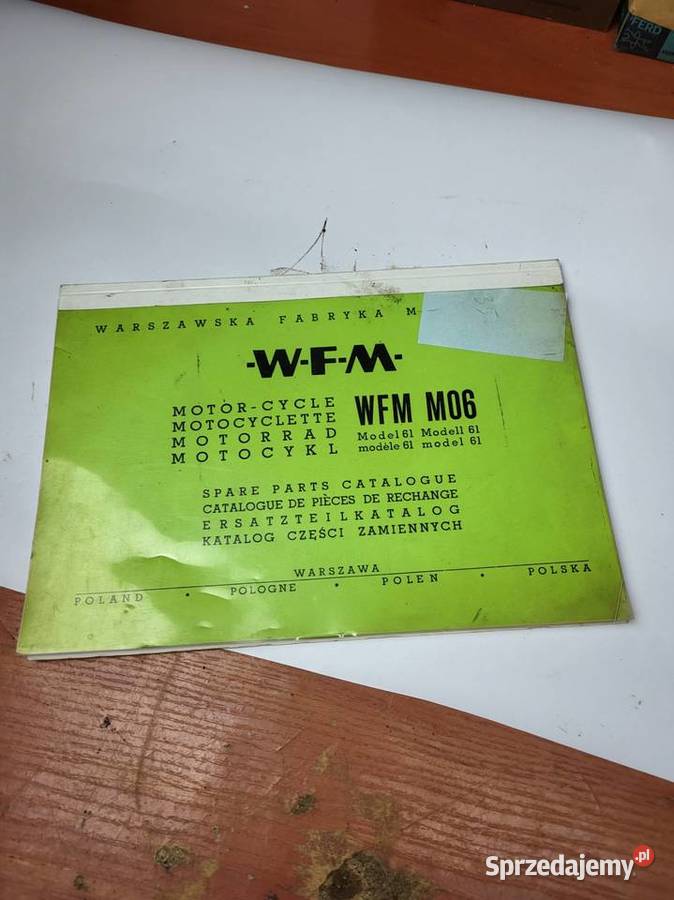 FERD
WARSZAWSKA FABRYKA M
-W-F-M-
MOTOR-CYCLE
MOTOCYCLETTE
MOTORRAD
MOTOCYKL
WFM M06
Model 61 Modell 61
modèle 61 model 61
SPARE PARTS CATALOGUE
CATALOGUE DE PIÈCES DE RECHANGE
ERSATZTEILKATALOG
KATALOG CZĘŚCI ZAMIENNYCH
WARSZAWA
POLAND • POLOGNE • POLEN • POLSKA
Sprzedajemy.pl